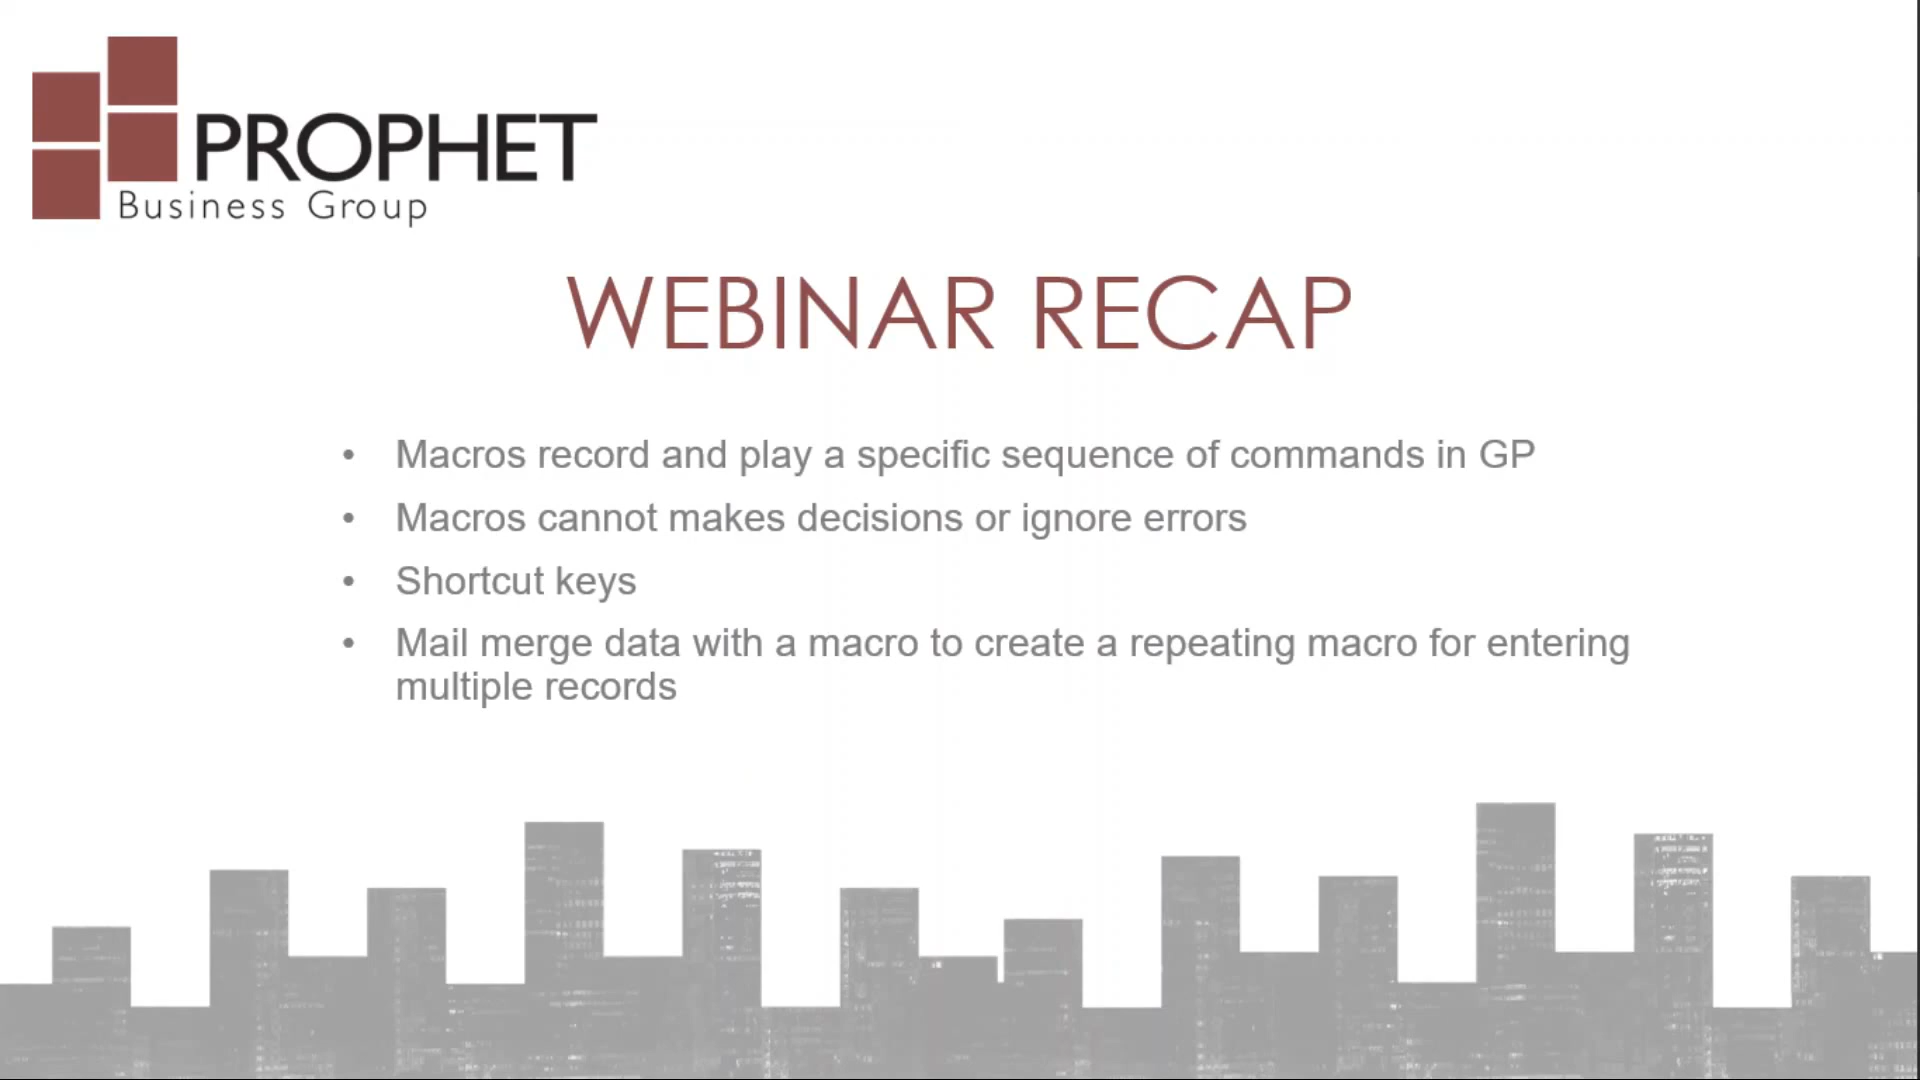 PROPHET
Business Group
WEBINAR RECAP
• Macros record and play a specific sequence of commands in GP
• Macros cannot makes decisions or ignore errors
• Shortcut keys
• Mail merge data with a macro to create a repeating macro for entering
multiple records